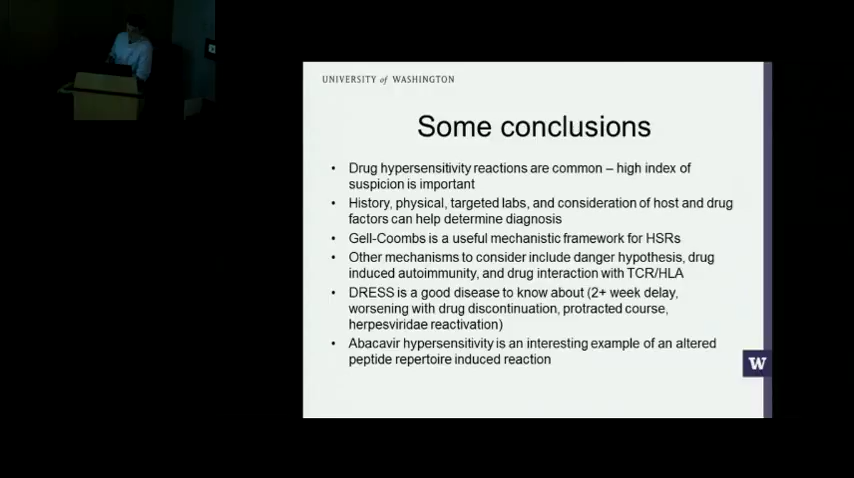 UNIVERSITY of WASHINGTON
Some conclusions
• Drug hypersensitivity reactions are common – high index of
suspicion is important
• History, physical, targeted labs, and consideration of host and drug
factors can help determine diagnosis
• Gell-Coombs is a useful mechanistic framework for HSRs
• Other mechanisms to consider include danger hypothesis, drug
induced autoimmunity, and drug interaction with TCR/HLA
• DRESS is a good disease to know about (2+ week delay,
worsening with drug discontinuation, protracted course,
herpesviridae reactivation)
• Abacavir hypersensitivity is an interesting example of an altered
peptide repertoire induced reaction
W